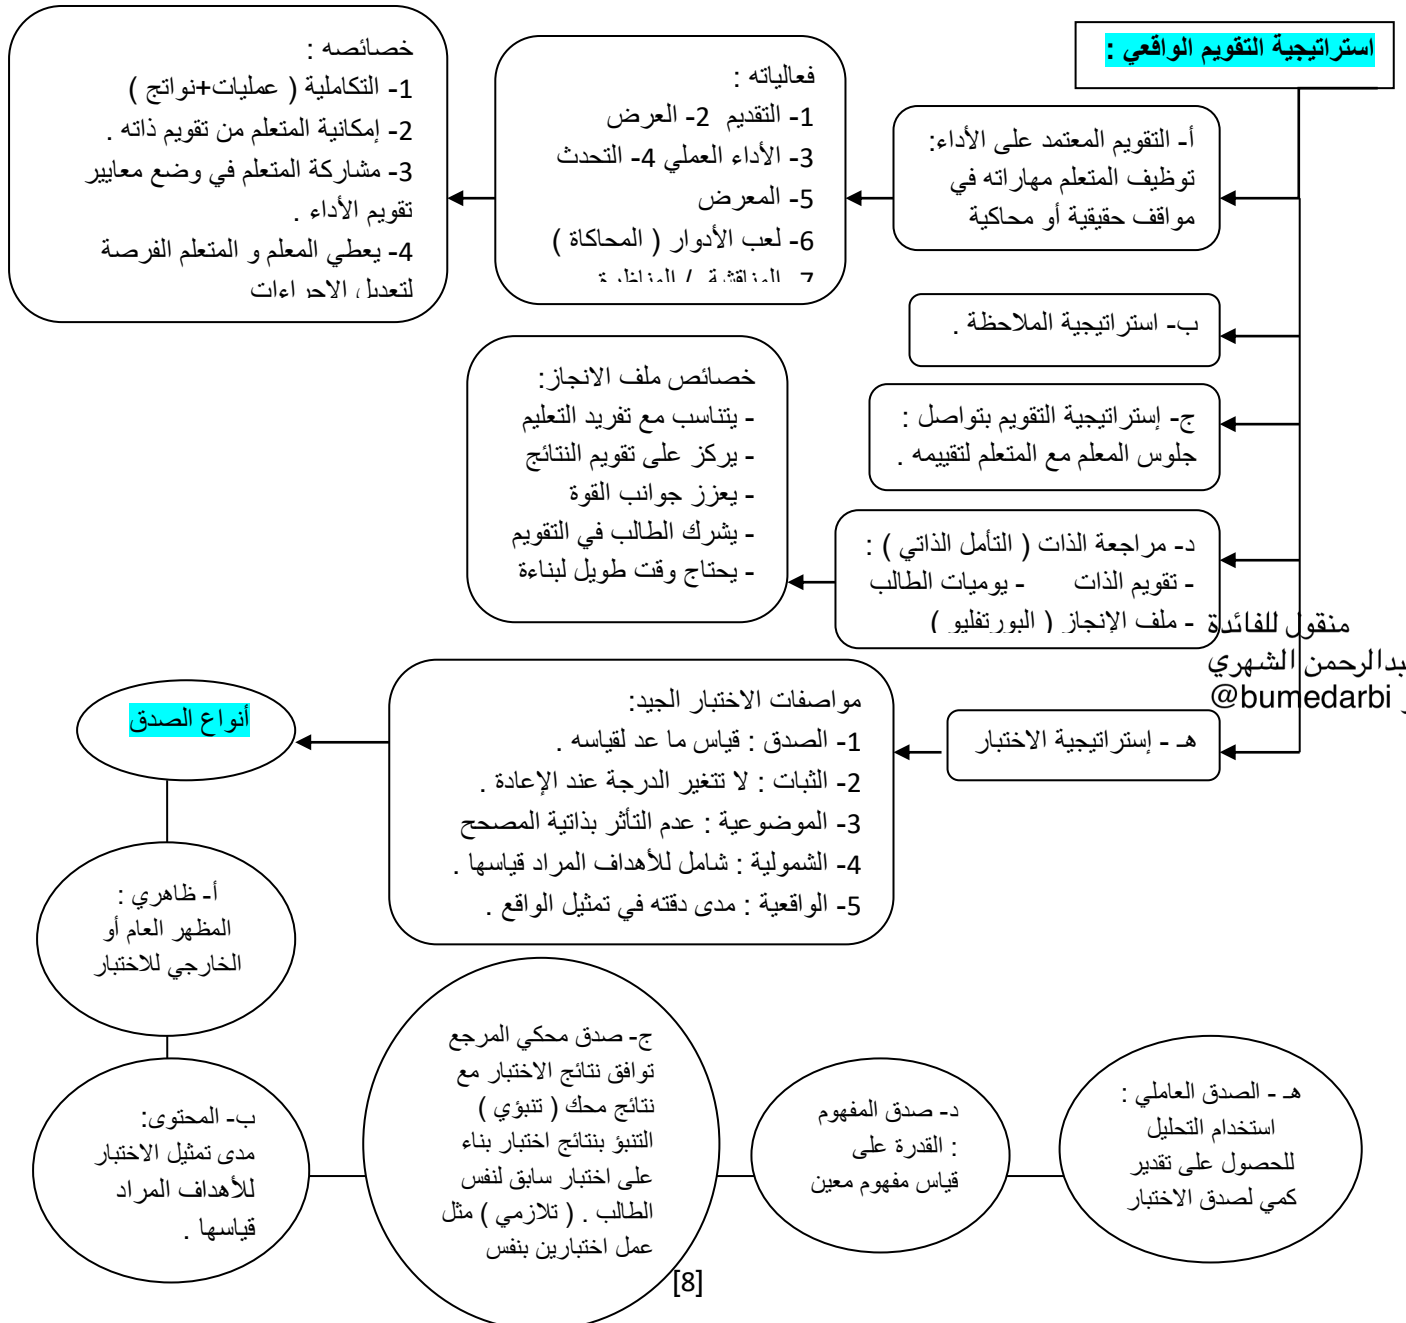 استراتيجية التقويم الواقعي :
أ- التقويم المعتمد على الأداء:
توظيف المتعلم مهاراته في
مواقف حقيقية أو محاكية
فعالياته :
1- التقديم 2- العرض
3- الأداء العملي 4- التحدث
5- المعرض
6- لعب الأدوار ( المحاكاة )
7- المناقشة / المناظرة
خصائصه :
1- التكاملية ( عمليات+نواتج )
2- إمكانية المتعلم من تقويم ذاته .
3- مشاركة المتعلم في وضع معايير
تقويم الأداء .
4- يعطي المعلم و المتعلم الفرصة
لتعديل الاجراءات
ب- استراتيجية الملاحظة .
ج- إستراتيجية التقويم بتواصل :
جلوس المعلم مع المتعلم لتقييمه .
د- مراجعة الذات ( التأمل الذاتي ) :
- تقويم الذات - يوميات الطالب
- ملف الإنجاز ( البورتفليو )
خصائص ملف الانجاز:
- يتناسب مع تفريد التعليم
- يركز على تقويم النتائج
- يعزز جوانب القوة
- يشرك الطالب في التقويم
- يحتاج وقت طويل لبناءة
منقول للفائدة
الشهري
@bumedarbi
هـ - إستراتيجية الاختبار
مواصفات الاختبار الجيد:
1- الصدق : قياس ما عد لقياسه .
2- الثبات : لا تتغير الدرجة عند الإعادة .
3- الموضوعية : عدم التأثر بذاتية المصحح
4- الشمولية : شامل للأهداف المراد قياسها .
5- الواقعية : مدى دقته في تمثيل الواقع .
أنواع الصدق
أ- ظاهري :
المظهر العام أو
الخارجي للاختبار
ب- المحتوى:
مدى تمثيل الاختبار
للأهداف المراد
قياسها .
ج- صدق محكي المرجع
توافق نتائج الاختبار مع
نتائج محك ( تنبؤي )
التنبؤ بنتائج اختبار بناء
على اختبار سابق لنفس
الطالب . ( تلازمي ) مثل
عمل اختبارين بنفس
د- صدق المفهوم
: القدرة على
قياس مفهوم معين
هـ - الصدق العاملي :
استخدام التحليل
للحصول على تقدير
كمي لصدق الاختبار
[8]